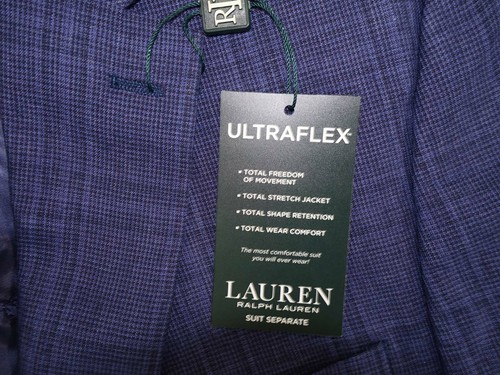 RL
ULTRAFLEX
* TOTAL FREEDOM
OF MOVEMENT
* TOTAL STRETCH JACKET
* TOTAL SHAPE RETENTION
* TOTAL WEAR COMFORT
The most comfortable suit
you will ever wear!
LAUREN
RALPH LAUREN
SUIT SEPARATE